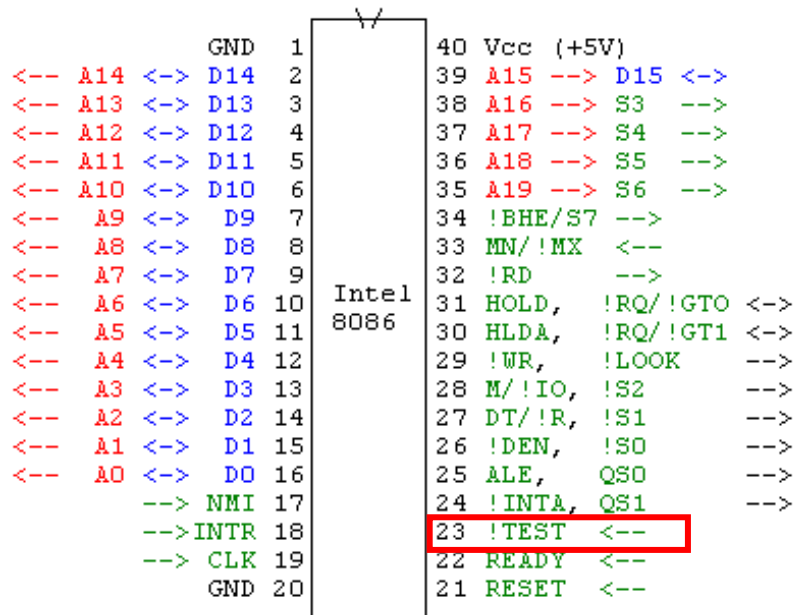 GND 1 40 Vcc (+5V)
<-- A14 <-> D14 2 39 A15 --> D15 <->
<-- A13 <-> D13 3 38 A16 --> S3 -->
<-- A12 <-> D12 4 37 A17 --> S4 -->
<-- A11 <-> D11 5 36 A18 --> S5 -->
<-- A10 <-> D10 6 35 A19 --> S6 -->
<-- A9 <-> D9 7 34 !BHE/S7 -->
<-- A8 <-> D8 8 33 MN/!MX <--
<-- A7 <-> D7 9 32 !RD -->
<-- A6 <-> D6 10 Intel 31 HOLD, !RQ/!GT0 <->
<-- A5 <-> D5 11 8086 30 HLDA, !RQ/!GT1 <->
<-- A4 <-> D4 12 29 !WR, !LOOK -->
<-- A3 <-> D3 13 28 M/!IO, !S2 -->
<-- A2 <-> D2 14 27 DT/!R, !S1 -->
<-- A1 <-> D1 15 26 !DEN, !S0 -->
<-- A0 <-> D0 16 25 ALE, QS0 -->
--> NMI 17 24 !INTA, QS1 -->
-->INTR 18 23 !TEST <--
--> CLK 19 22 READY <--
GND 20 21 RESET <--